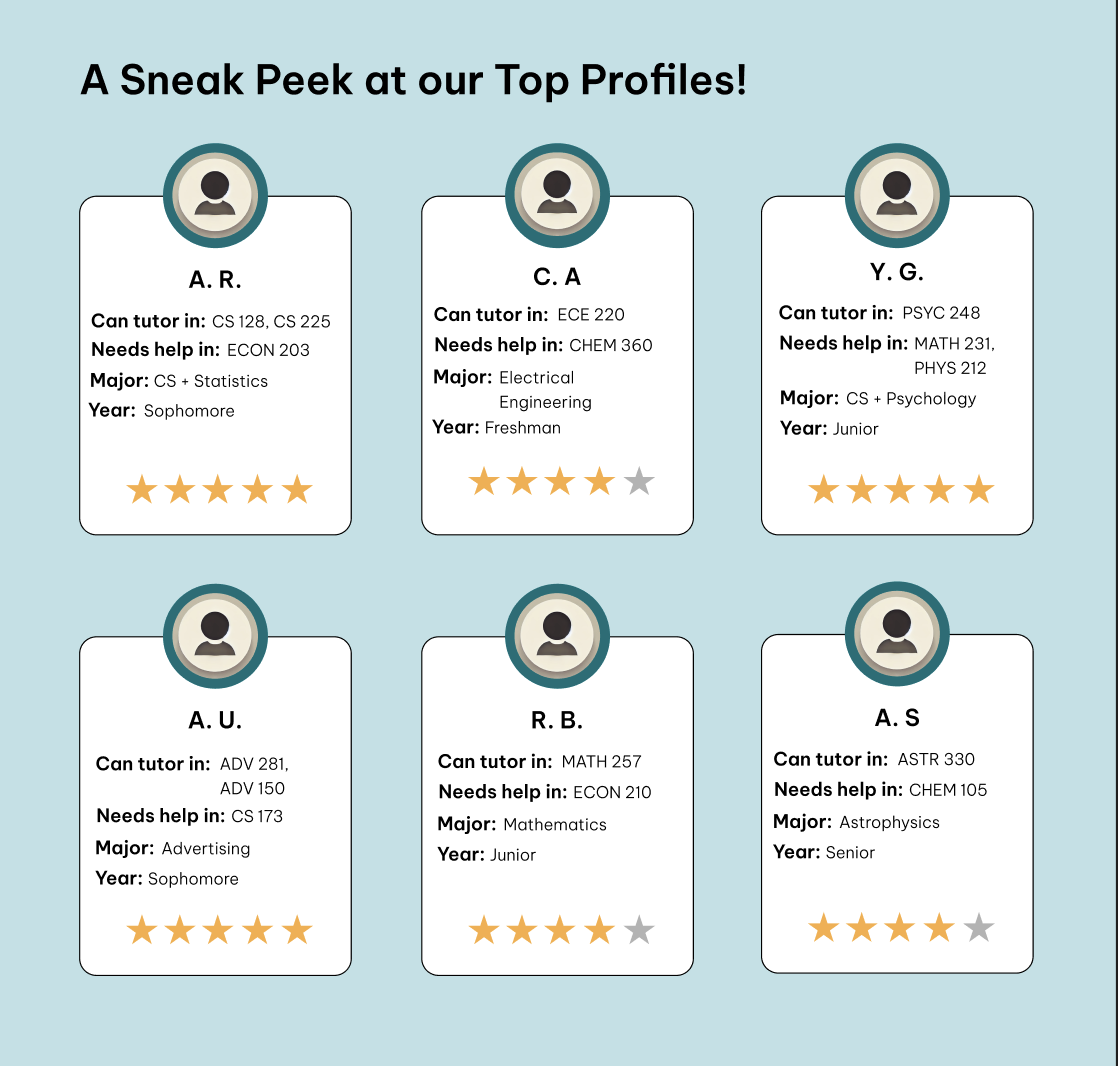 A Sneak Peek at our Top Profiles!
A. R.
Can tutor in: CS 128, CS 225
Needs help in: ECON 203
Major: CS + Statistics
Year: Sophomore
C. A
Can tutor in: ECE 220
Needs help in: CHEM 360
Major: Electrical
Engineering
Year: Freshman
Y. G.
Can tutor in: PSYC 248
Needs help in: MATH 231,
PHYS 212
Major: CS + Psychology
Year: Junior
A. U.
Can tutor in: ADV 281,
ADV 150
Needs help in: CS 173
Major: Advertising
Year: Sophomore
R. B.
Can tutor in: MATH 257
Needs help in: ECON 210
Major: Mathematics
Year: Junior
A. S
Can tutor in: ASTR 330
Needs help in: CHEM 105
Major: Astrophysics
Year: Senior